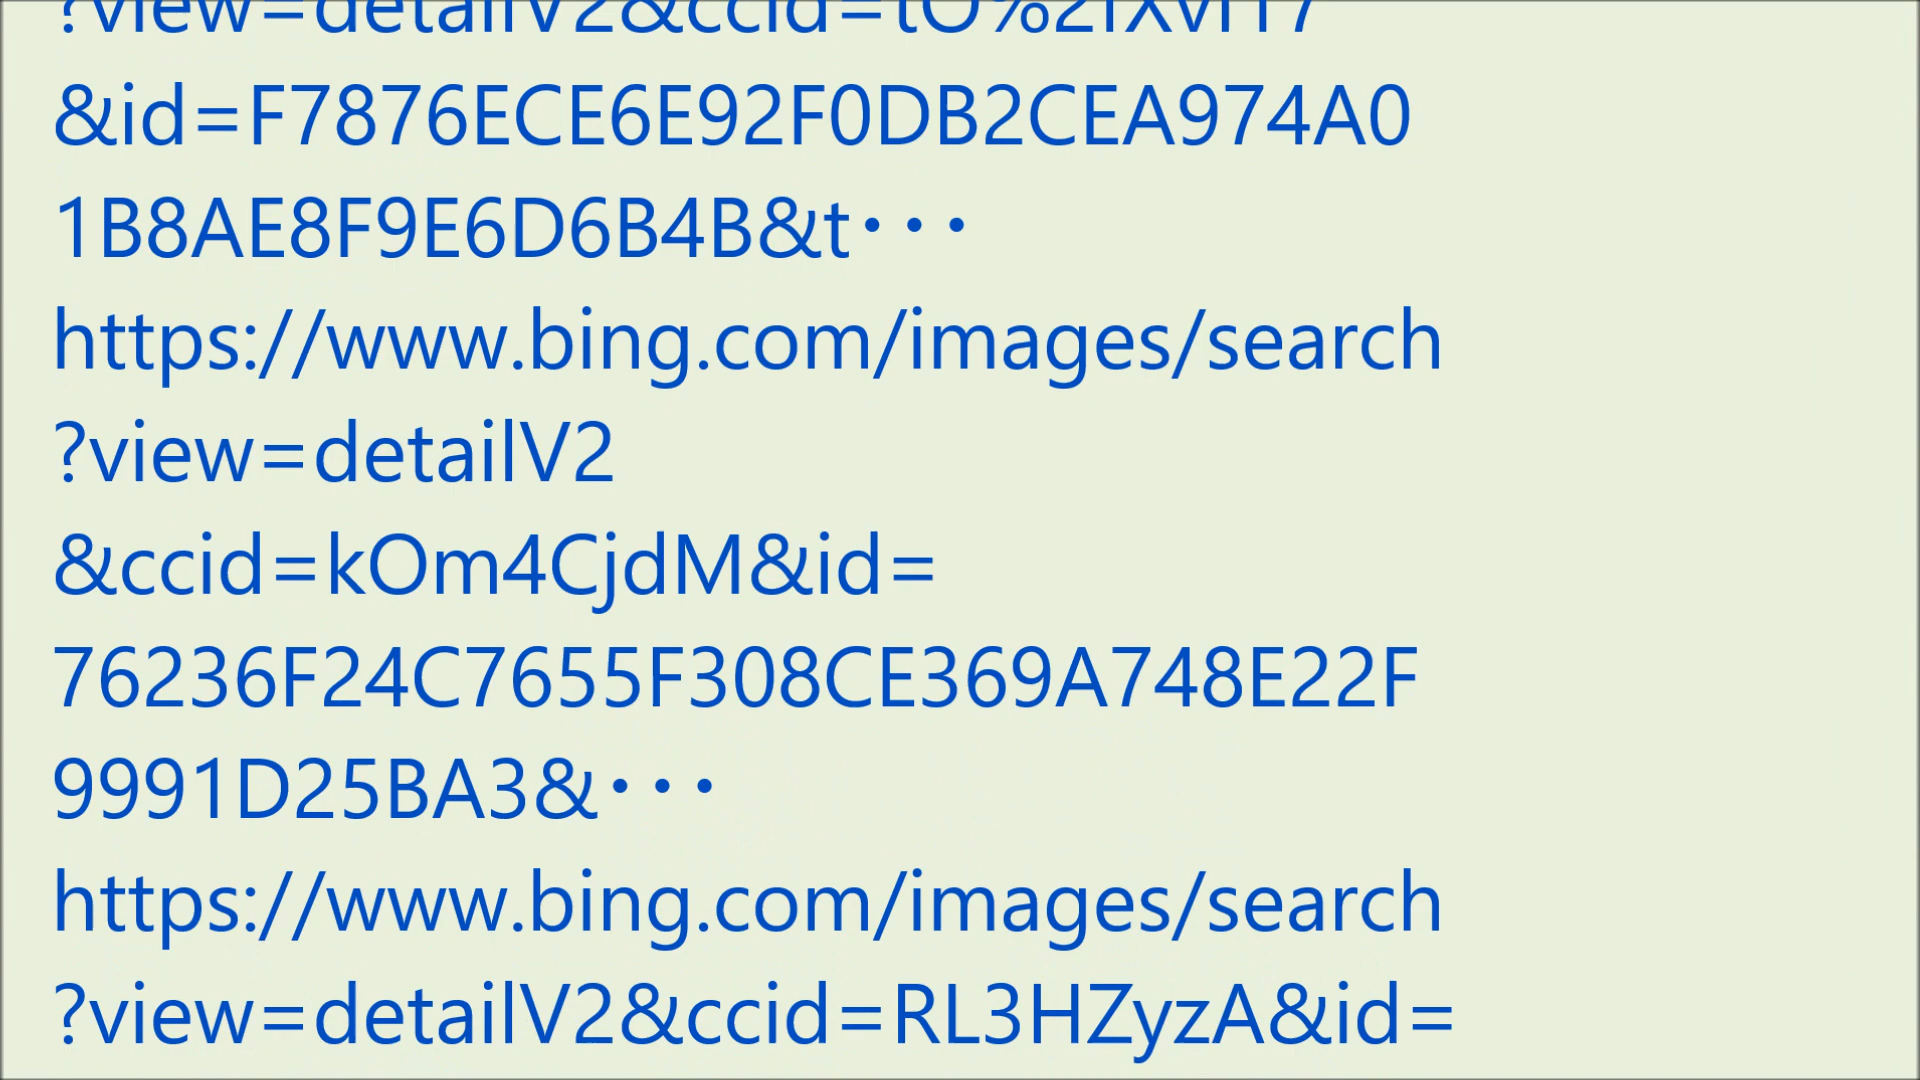 &id=F7876ECE6E92F0DB2CEA974A0
1B8AE8F9E6D6B4B&t・・・
https://www.bing.com/images/search
?view=detailV2
&ccid=kOm4CjdM&id=
76236F24C7655F308CE369A748E22F
9991D25BA3&・・・
https://www.bing.com/images/search
?view=detailV2&ccid=RL3HZyzA&id=